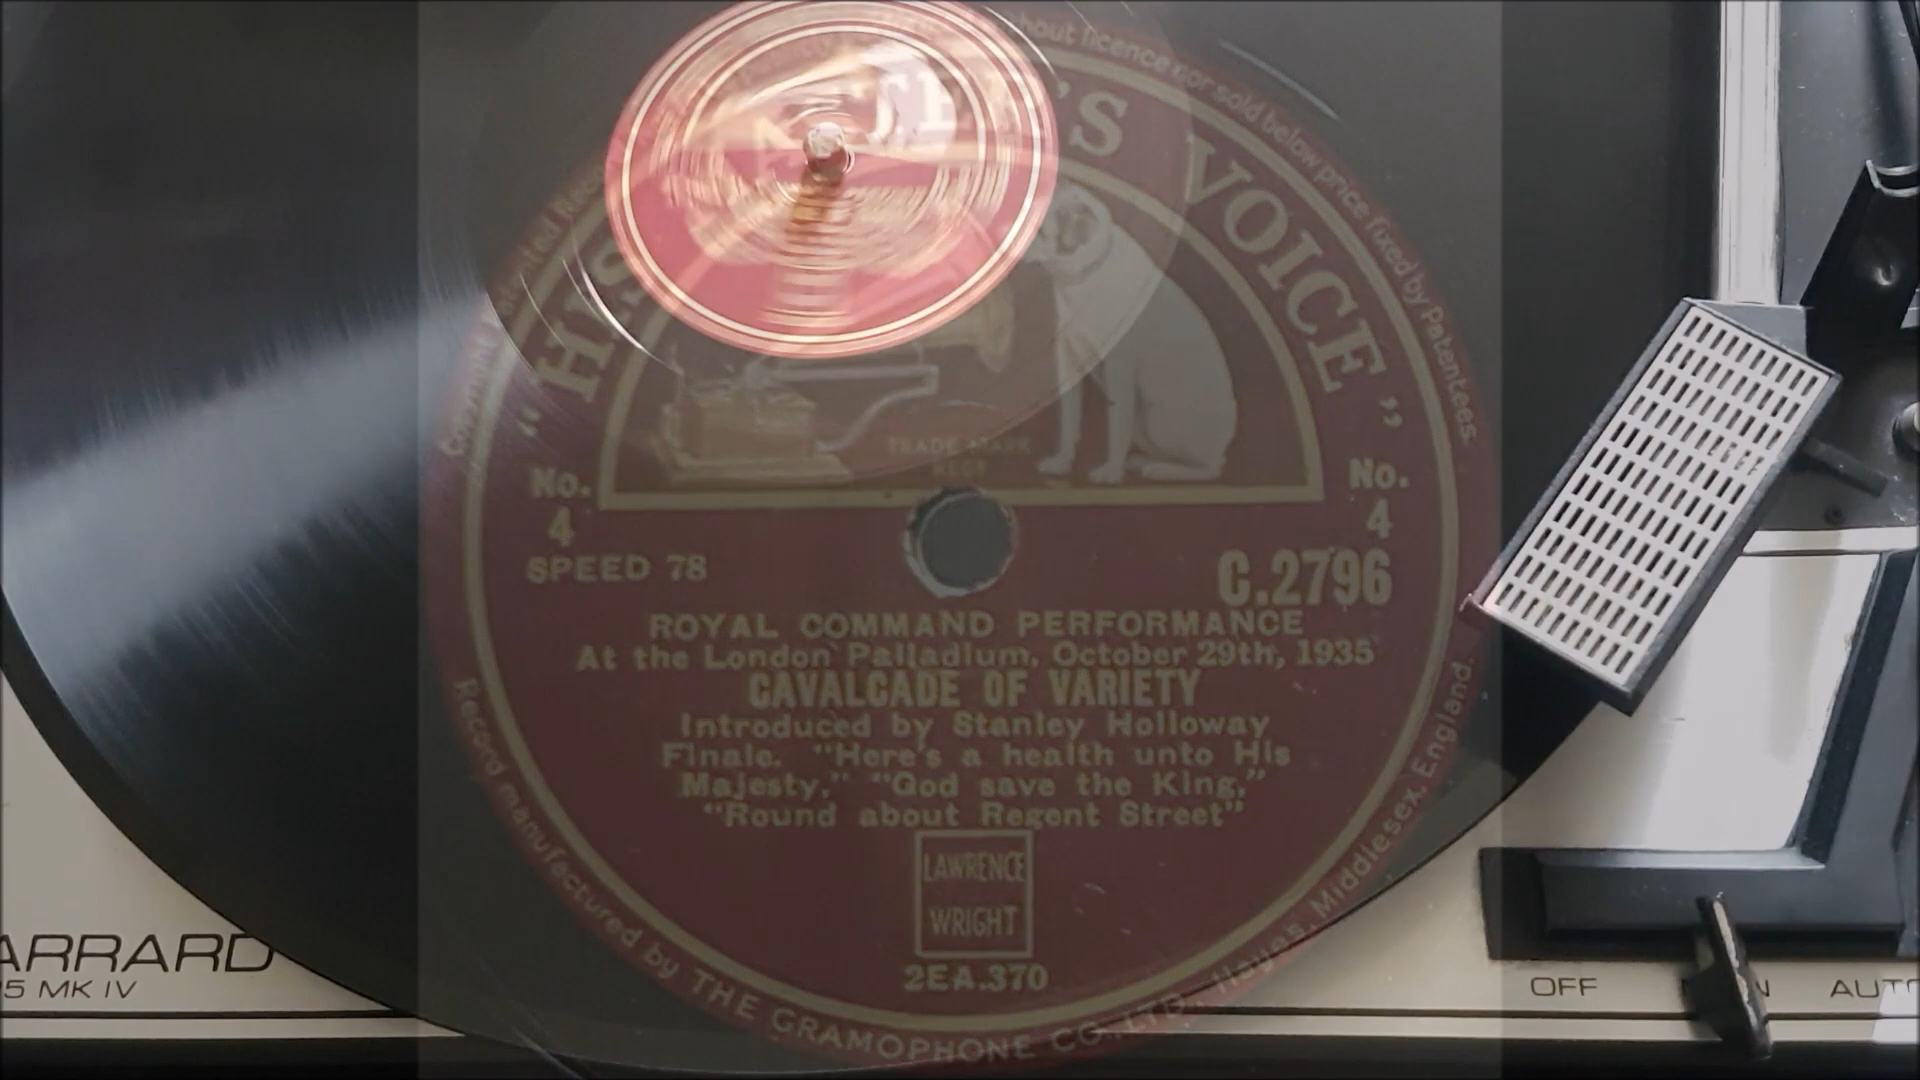 hout licence nor sold below price fixed by Patentees.
"HIS
TER'S VOICE"
TRADE MARK
REGD
No. No.
4 4
SPEED 78
C.2796
ROYAL COMMAND PERFORMANCE
At the London Palladium, October 29th, 1935
CAVALCADE OF VARIETY
Introduced by Stanley Holloway
Finale. "Here's a health unto His
Majesty," "God save the King,"
"Round about Regent Street"
LAWRENCE
WRIGHT
2EA.370
Record manufactured by THE GRAMOPHONE CO. LTD., Hayes, Middlesex, England.
ARRARD
5 MK IV
OFF
AUTO